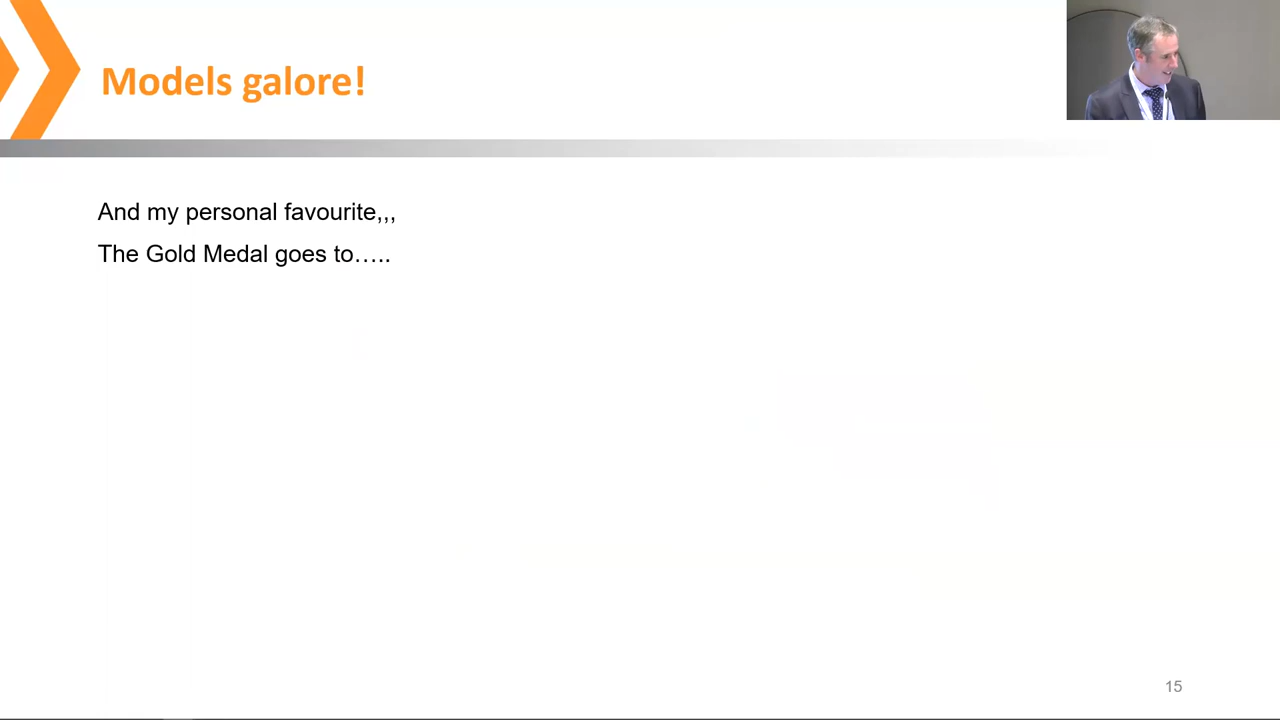 Models galore!
And my personal favourite,,,
The Gold Medal goes to…..
15